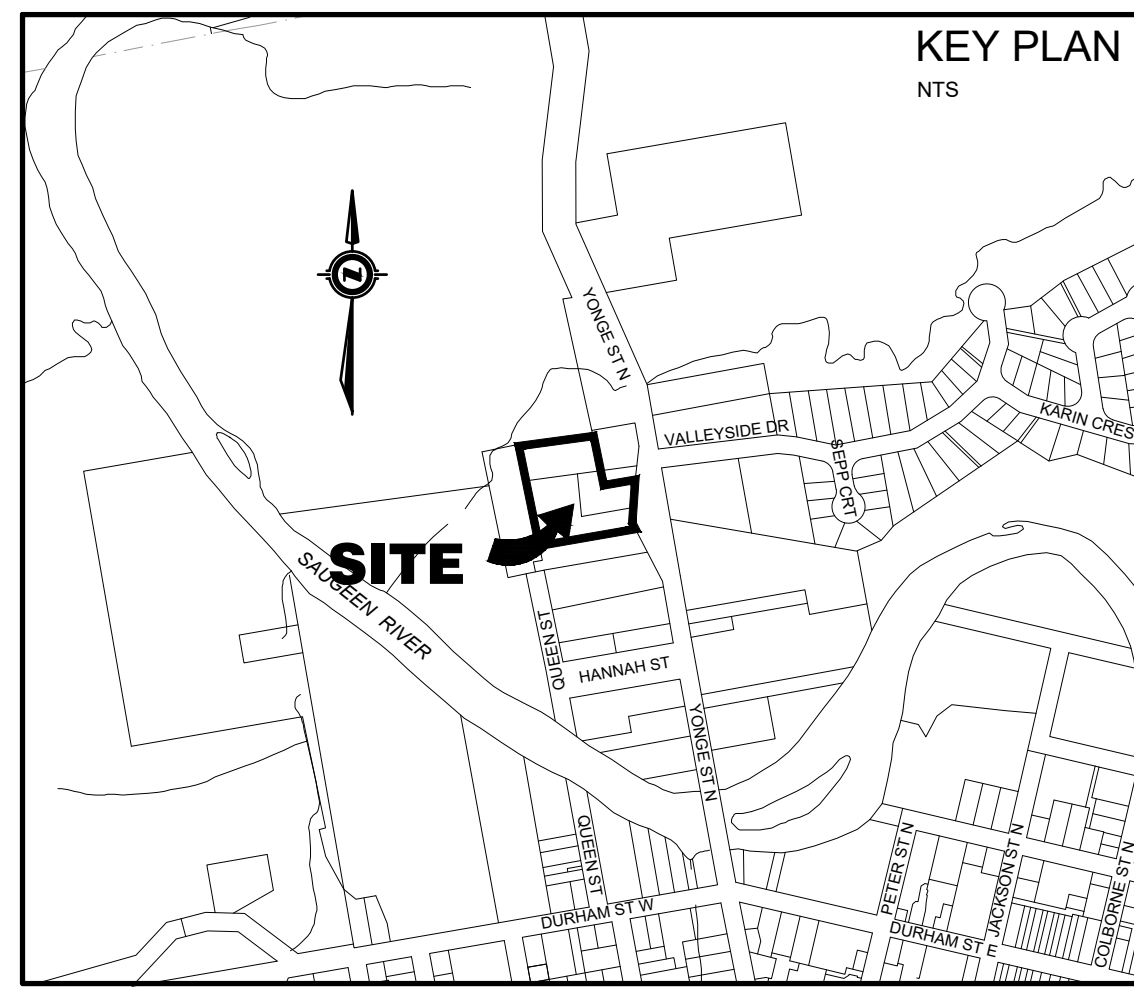 KEY PLAN
NTS
YONGE ST N
VALLEYSIDE DR
KARIN CRES
SEPP CRT
Z
SITE
SAUGEEN RIVER
QUEEN ST
HANNAH ST
YONGE ST N
QUEEN ST
DURHAM ST W
PETER ST N
JACKSON ST N
COLBORNE ST N
DURHAM ST E